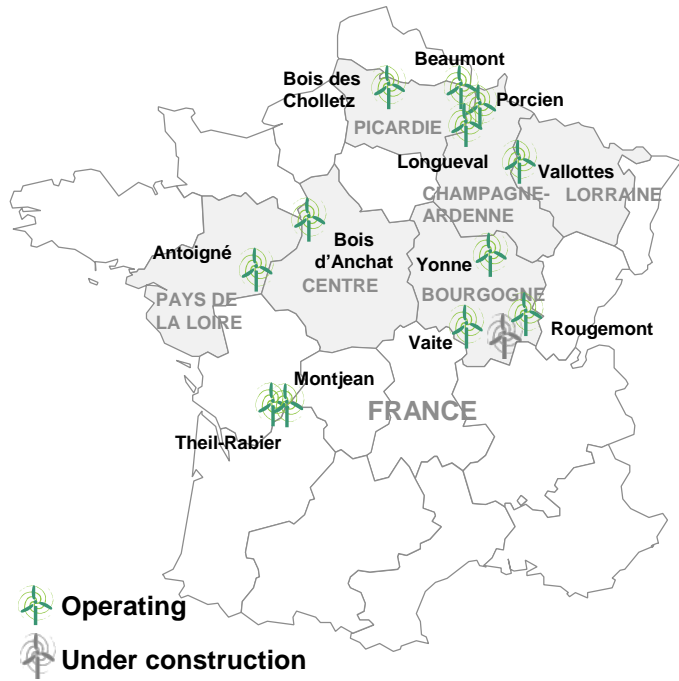 Beaumont
Bois des
Cholletz
Porcien
PICARDIE
Longueval
Vallottes
CHAMPAGNE-
ARDENNE
LORRAINE
Bois
d'Anchat
Antoigné
Yonne
CENTRE
BOURGOGNE
PAYS DE
LA LOIRE
Vaite
Rougemont
Montjean
FRANCE
Theil-Rabier
Operating
Under construction